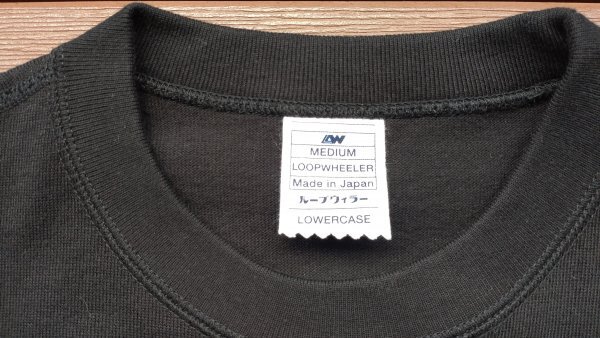 LW
MEDIUM
LOOPWHEELER
Made in Japan
ループウィラー
LOWERCASE